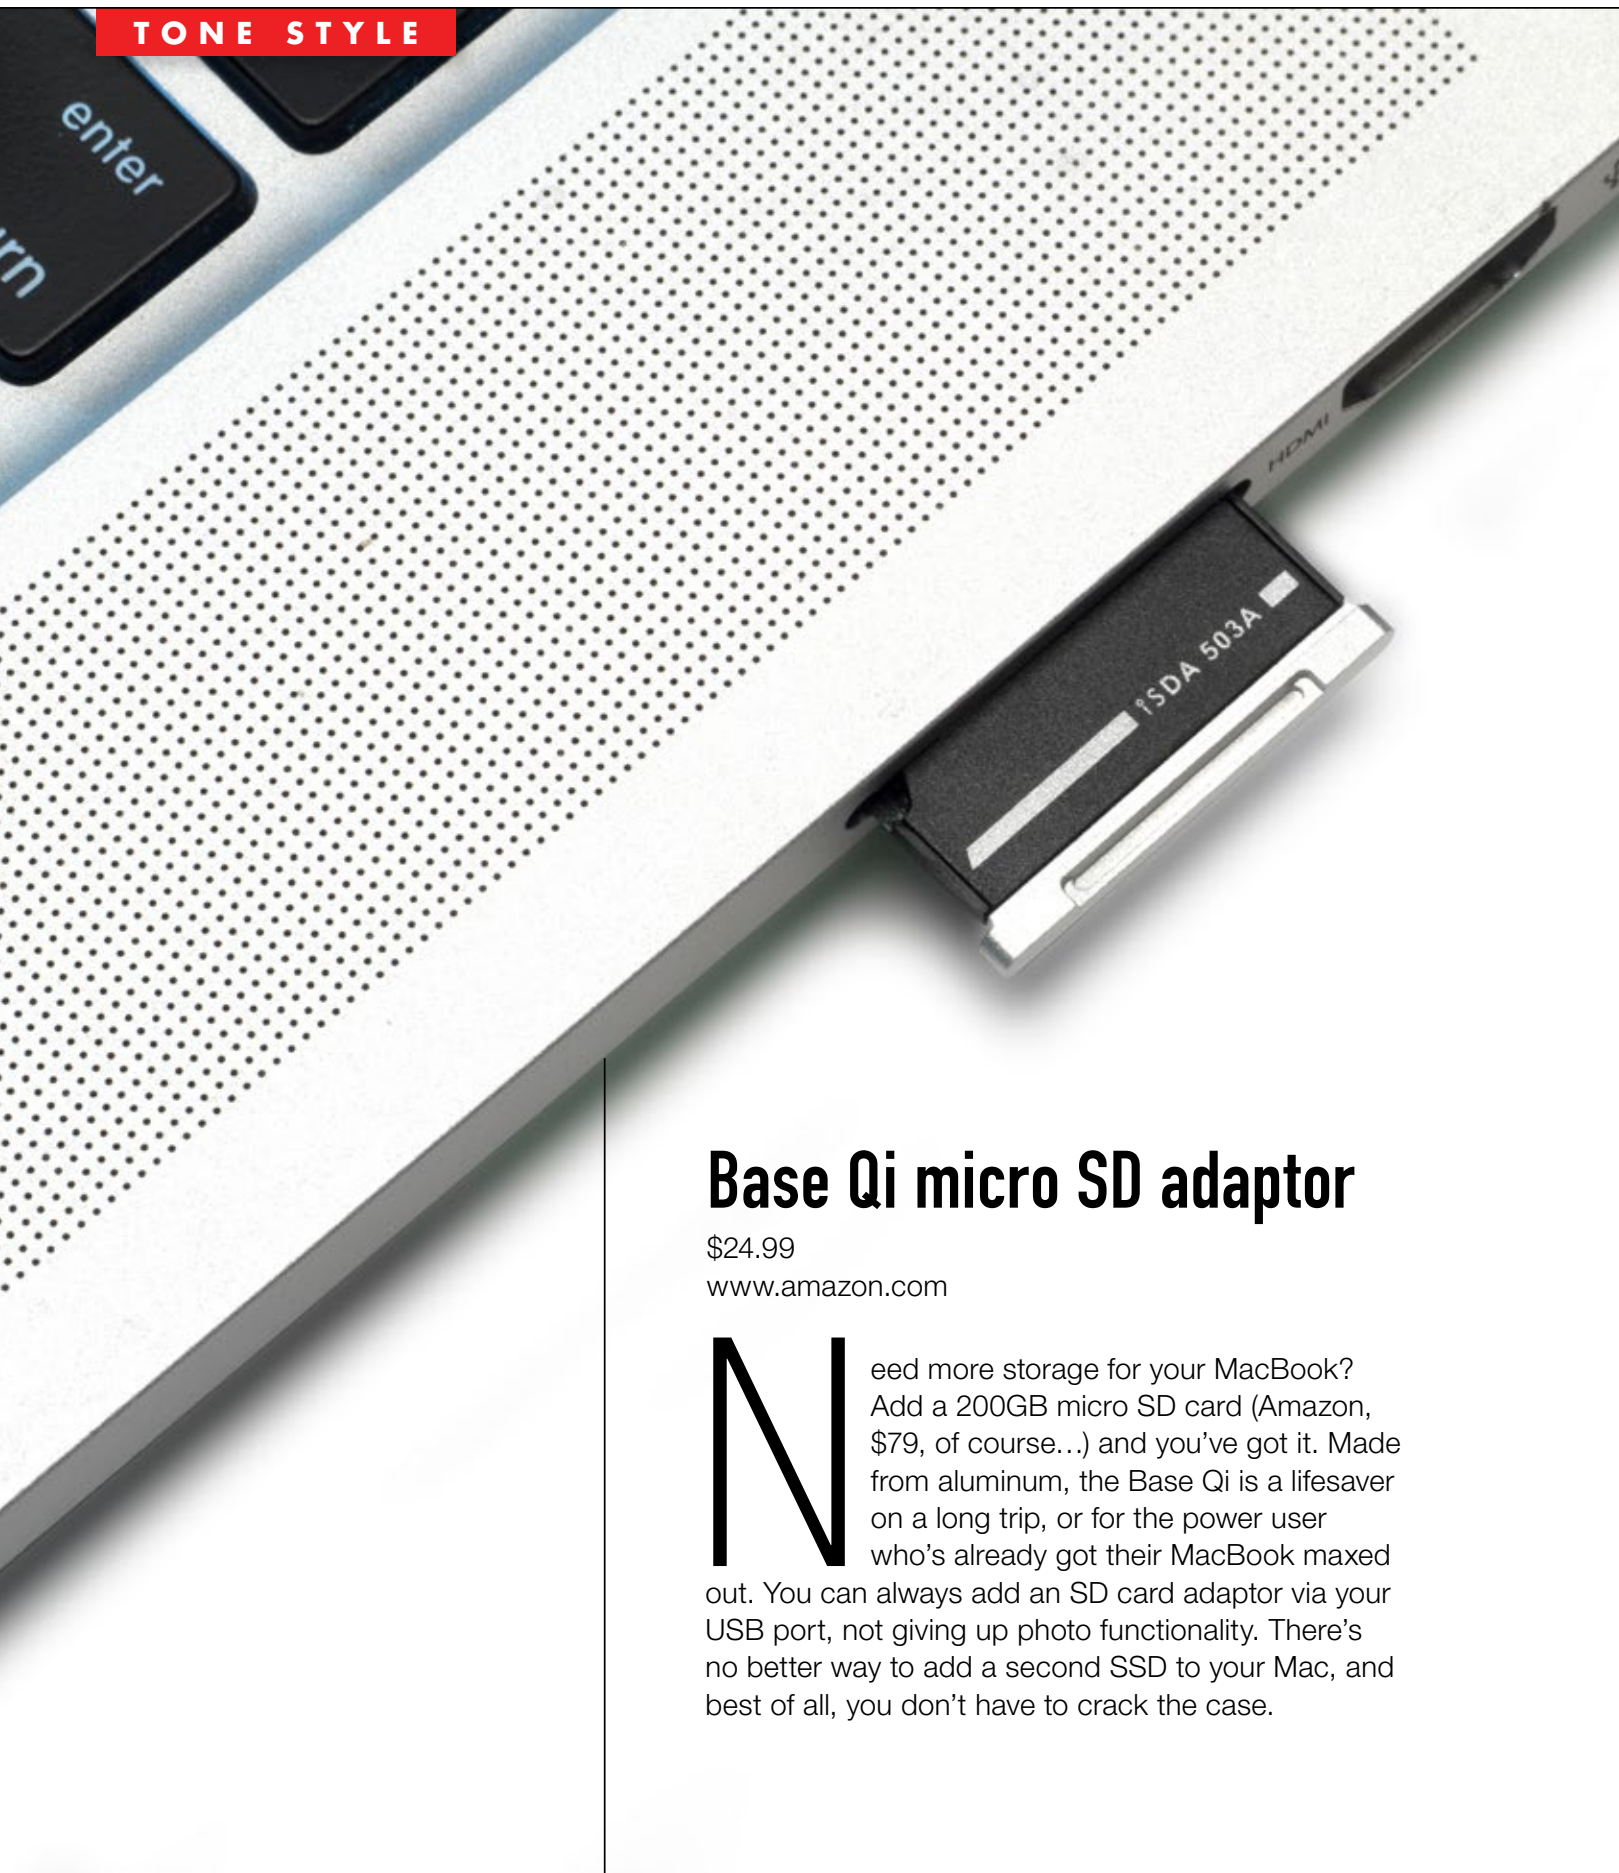 TONE STYLE
enter
rn
HDMI
iSDA 503A
Base Qi micro SD adaptor
$24.99
www.amazon.com
Need more storage for your MacBook?
Add a 200GB micro SD card (Amazon,
$79, of course…) and you’ve got it. Made
from aluminum, the Base Qi is a lifesaver
on a long trip, or for the power user
who’s already got their MacBook maxed
out. You can always add an SD card adaptor via your
USB port, not giving up photo functionality. There’s
no better way to add a second SSD to your Mac, and
best of all, you don’t have to crack the case.